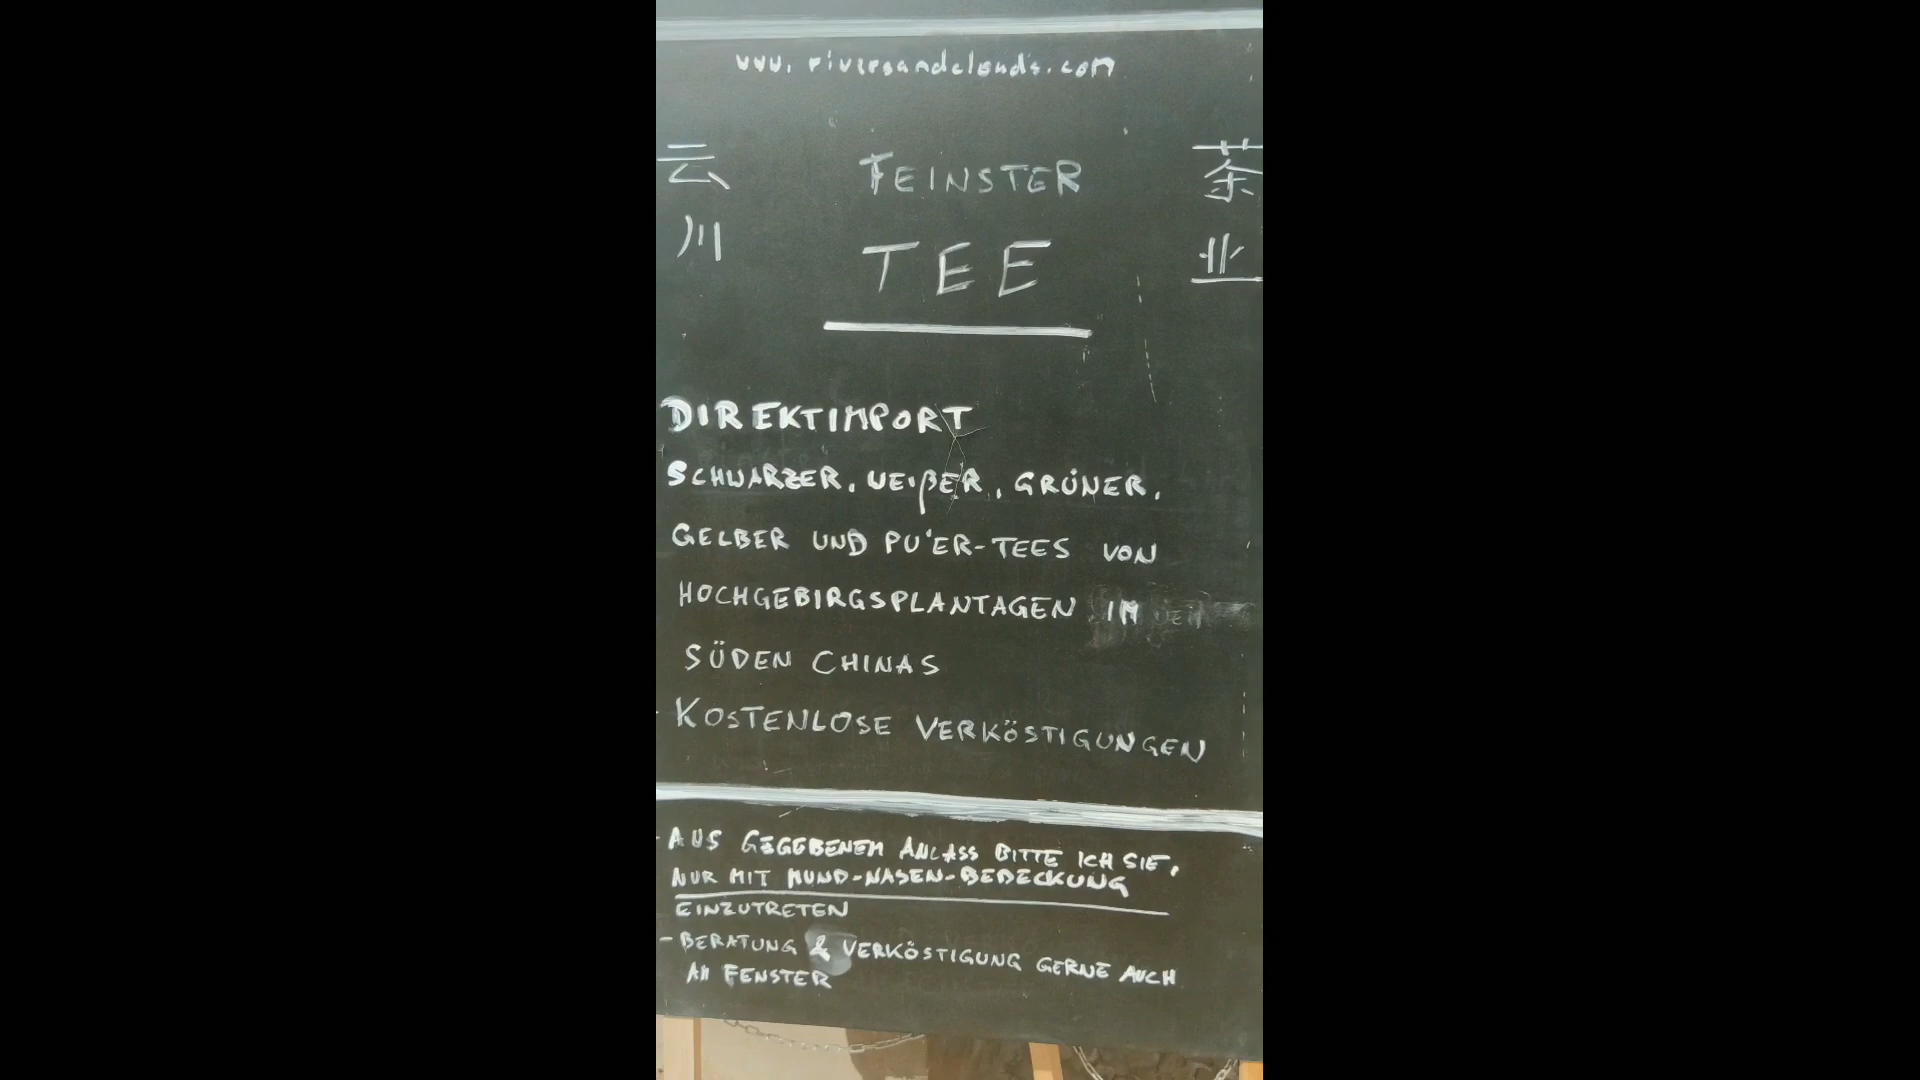 www.riversandclouds.com
云川
FEINSTER
TEE
茶业
DIREKTIMPORT
SCHWARZER, WEIßER, GRÜNER,
GELBER UND PU'ER-TEES VON
HOCHGEBIRGSPLANTAGEN IM
SÜDEN CHINAS
KOSTENLOSE VERKÖSTIGUNGEN
- AUS GEGEBENEM ANLASS BITTE ICH SIE,
NUR MIT MUND-NASEN-BEDECKUNG
EINZUTRETEN
- BERATUNG & VERKÖSTIGUNG GERNE AUCH
AM FENSTER